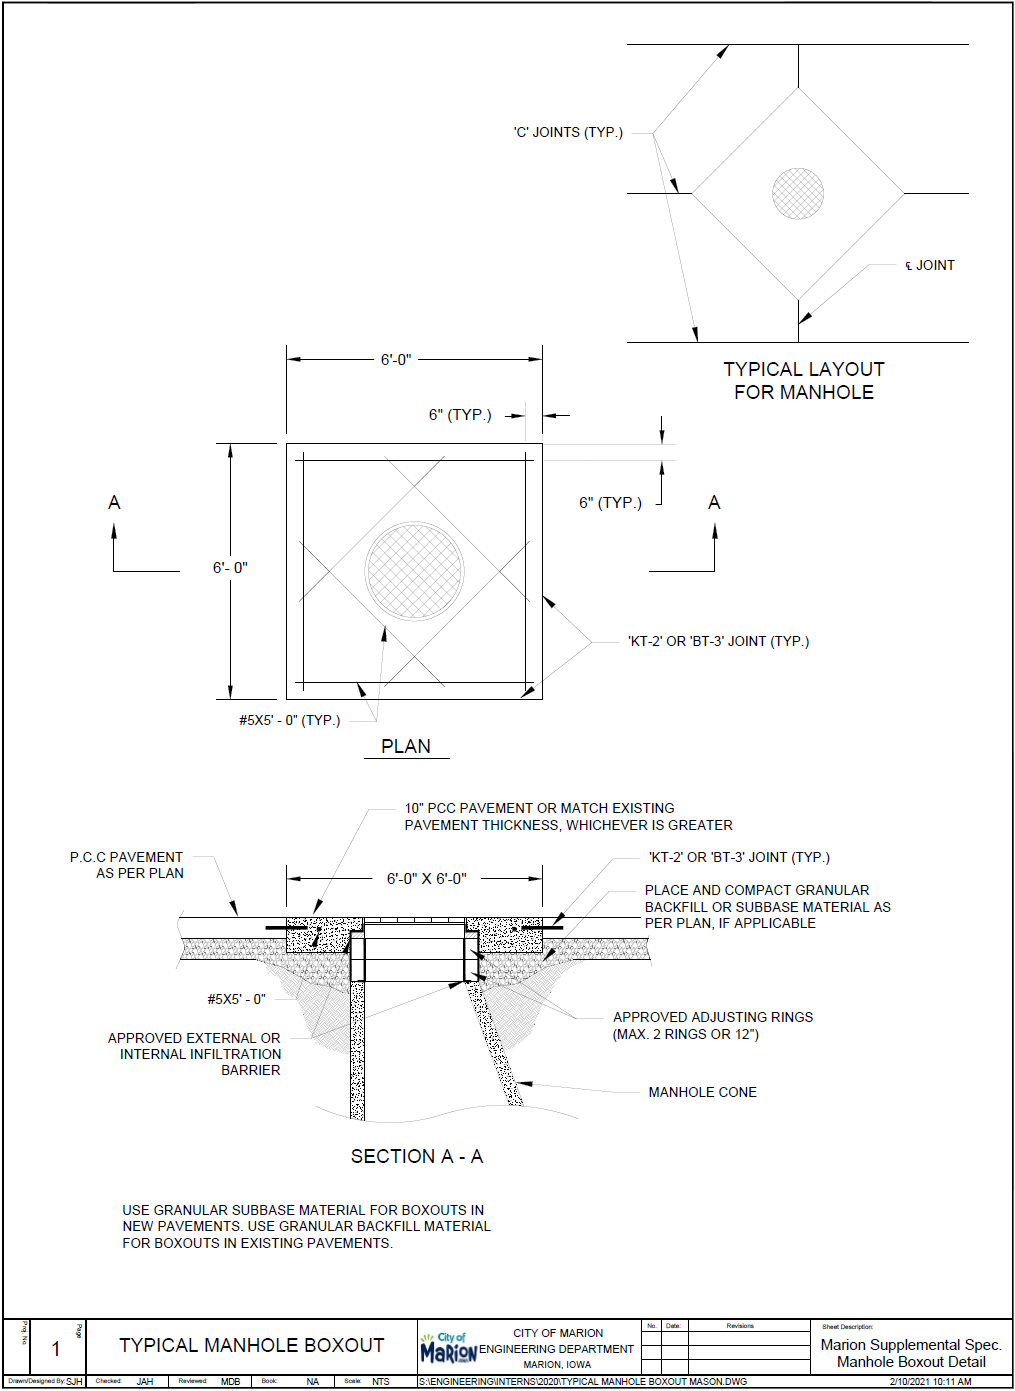 'C' JOINTS (TYP.)
℄ JOINT
TYPICAL LAYOUT
FOR MANHOLE
6'-0"
6" (TYP.)
6" (TYP.)
A
A
6'- 0"
'KT-2' OR 'BT-3' JOINT (TYP.)
#5X5' - 0" (TYP.)
PLAN
10" PCC PAVEMENT OR MATCH EXISTING
PAVEMENT THICKNESS, WHICHEVER IS GREATER
P.C.C PAVEMENT
AS PER PLAN
'KT-2' OR 'BT-3' JOINT (TYP.)
6'-0" X 6'-0"
PLACE AND COMPACT GRANULAR
BACKFILL OR SUBBASE MATERIAL AS
PER PLAN, IF APPLICABLE
#5X5' - 0"
APPROVED EXTERNAL OR
INTERNAL INFILTRATION
BARRIER
APPROVED ADJUSTING RINGS
(MAX. 2 RINGS OR 12")
MANHOLE CONE
SECTION A - A
USE GRANULAR SUBBASE MATERIAL FOR BOXOUTS IN
NEW PAVEMENTS. USE GRANULAR BACKFILL MATERIAL
FOR BOXOUTS IN EXISTING PAVEMENTS.
Proj. No.
Page
1
TYPICAL MANHOLE BOXOUT
City of
MaRioN
CITY OF MARION
ENGINEERING DEPARTMENT
MARION, IOWA
No. Date: Revisions
Sheet Description:
Marion Supplemental Spec.
Manhole Boxout Detail
Drawn/Designed By: SJH Checked: JAH Reviewed: MDB Book: NA Scale: NTS S:\ENGINEERING\INTERNS\2020\TYPICAL MANHOLE BOXOUT MASON.DWG 2/10/2021 10:11 AM